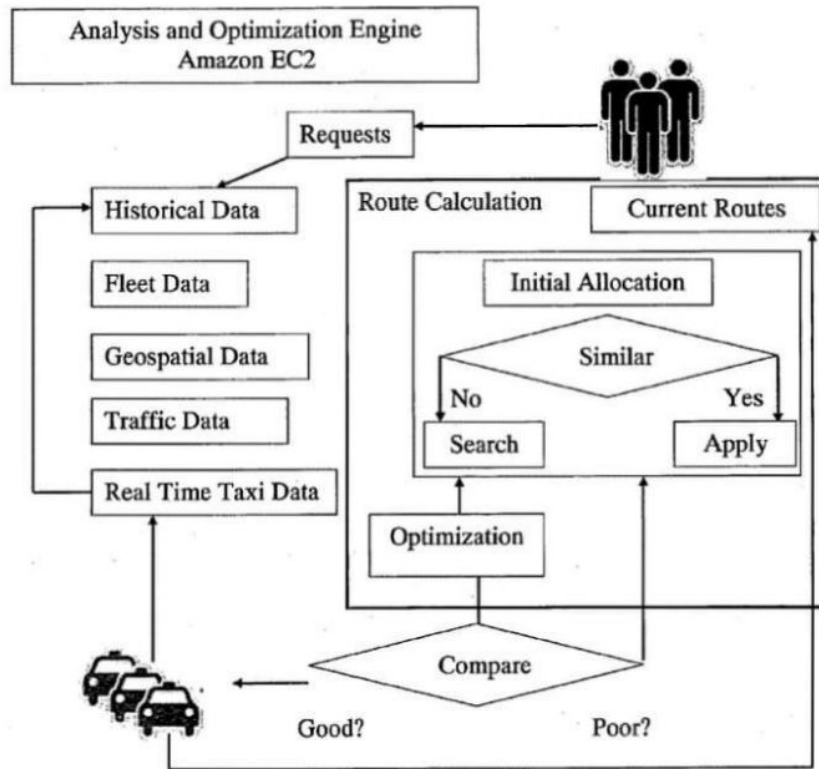 Analysis and Optimization Engine
Amazon EC2
Requests
Historical Data
Route Calculation
Current Routes
Fleet Data
Initial Allocation
Geospatial Data
Similar
Traffic Data
No
Yes
Search
Apply
Real Time Taxi Data
Optimization
Compare
Good?
Poor?